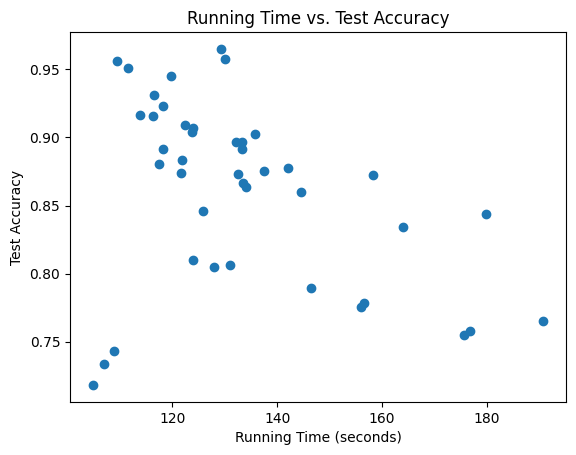 Running Time vs. Test Accuracy
Test Accuracy
0.95
0.90
0.85
0.80
0.75
120 140 160 180
Running Time (seconds)